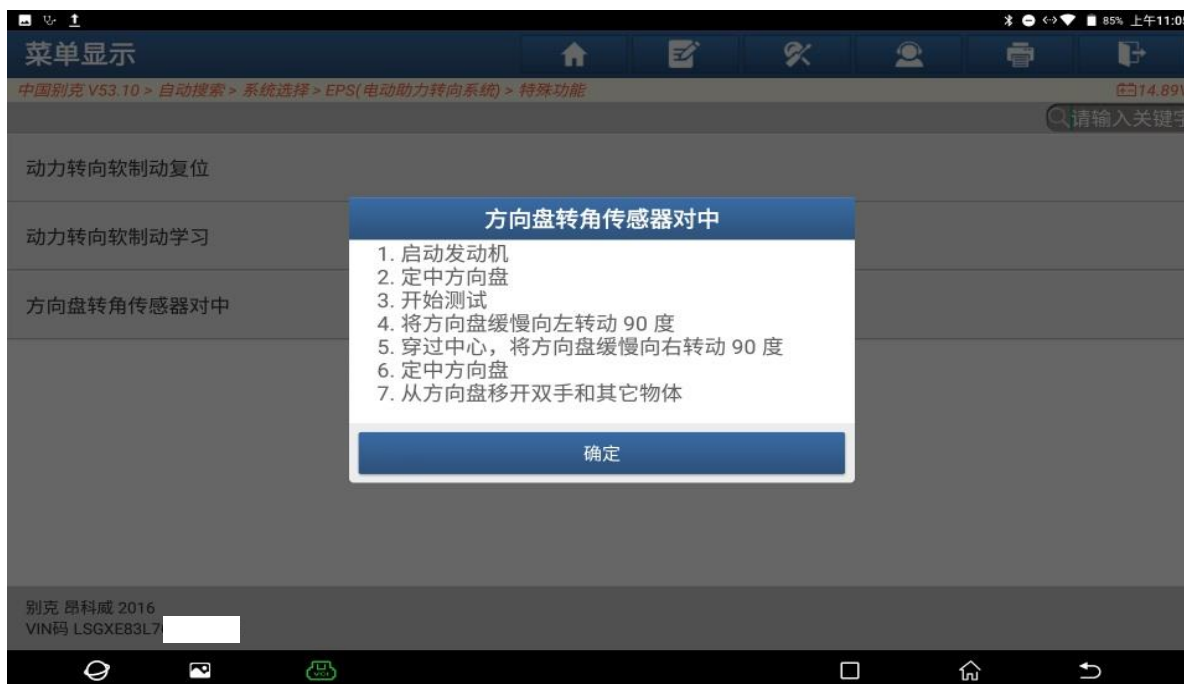 85% 上午11:05
菜单显示
中国别克 V53.10 > 自动搜索 > 系统选择 > EPS(电动助力转向系统) > 特殊功能
14.89V
请输入关键字
动力转向软制动复位
动力转向软制动学习
方向盘转角传感器对中
方向盘转角传感器对中
1. 启动发动机
2. 定中方向盘
3. 开始测试
4. 将方向盘缓慢向左转动 90 度
5. 穿过中心，将方向盘缓慢向右转动 90 度
6. 定中方向盘
7. 从方向盘移开双手和其它物体
确定
别克 昂科威 2016
VIN码 LSGXE83L7
VCI